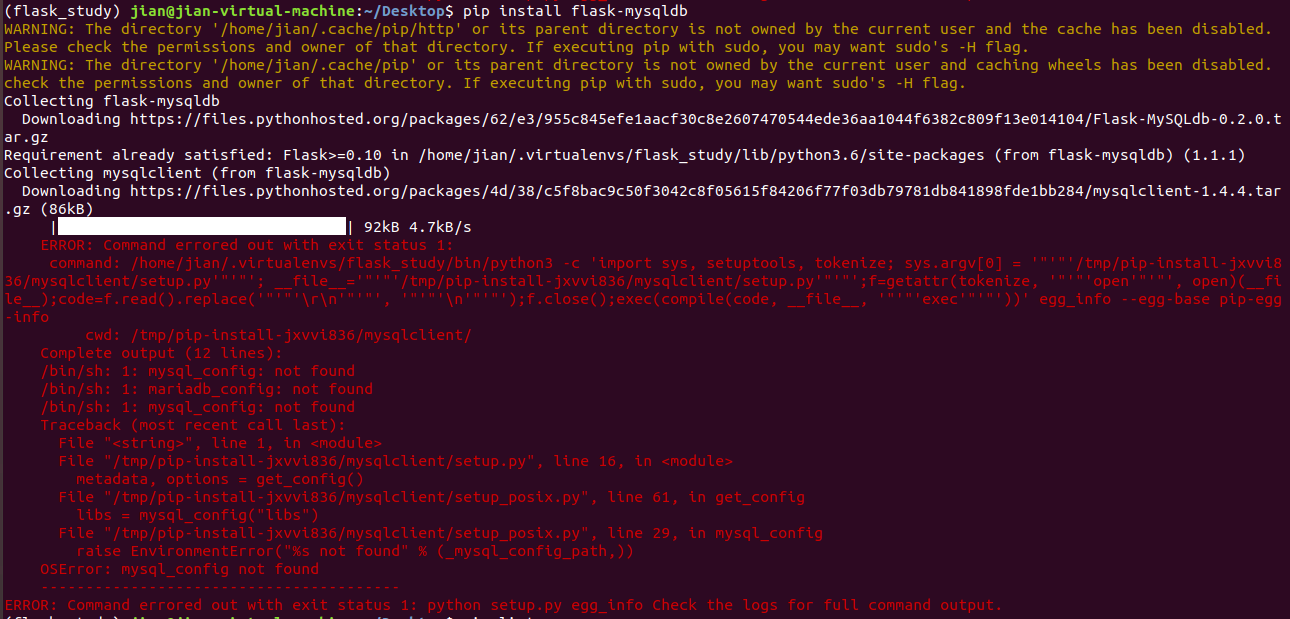 (flask_study) jian@jian-virtual-machine:~/Desktop$ pip install flask-mysqldb
WARNING: The directory '/home/jian/.cache/pip/http' or its parent directory is not owned by the current user and the cache has been disabled.
Please check the permissions and owner of that directory. If executing pip with sudo, you may want sudo's -H flag.
WARNING: The directory '/home/jian/.cache/pip' or its parent directory is not owned by the current user and caching wheels has been disabled.
check the permissions and owner of that directory. If executing pip with sudo, you may want sudo's -H flag.
Collecting flask-mysqldb
  Downloading https://files.pythonhosted.org/packages/62/e3/955c845efe1aacf30c8e2607470544ede36aa1044f6382c809f13e014104/Flask-MySQLdb-0.2.0.t
ar.gz
Requirement already satisfied: Flask>=0.10 in /home/jian/.virtualenvs/flask_study/lib/python3.6/site-packages (from flask-mysqldb) (1.1.1)
Collecting mysqlclient (from flask-mysqldb)
  Downloading https://files.pythonhosted.org/packages/4d/38/c5f8bac9c50f3042c8f05615f84206f77f03db79781db841898fde1bb284/mysqlclient-1.4.4.tar
.gz (86kB)
     |████████████████████████████████| 92kB 4.7kB/s
    ERROR: Command errored out with exit status 1:
     command: /home/jian/.virtualenvs/flask_study/bin/python3 -c 'import sys, setuptools, tokenize; sys.argv[0] = '"'"'/tmp/pip-install-jxvvi8
36/mysqlclient/setup.py'"'"'; __file__='"'"'/tmp/pip-install-jxvvi836/mysqlclient/setup.py'"'"';f=getattr(tokenize, '"'"'open'"'"', open)(__fi
le__);code=f.read().replace('"'"'\r\n'"'"', '"'"'\n'"'"');f.close();exec(compile(code, __file__, '"'"'exec'"'"'))' egg_info --egg-base pip-egg
-info
         cwd: /tmp/pip-install-jxvvi836/mysqlclient/
    Complete output (12 lines):
    /bin/sh: 1: mysql_config: not found
    /bin/sh: 1: mariadb_config: not found
    /bin/sh: 1: mysql_config: not found
    Traceback (most recent call last):
      File "<string>", line 1, in <module>
      File "/tmp/pip-install-jxvvi836/mysqlclient/setup.py", line 16, in <module>
        metadata, options = get_config()
      File "/tmp/pip-install-jxvvi836/mysqlclient/setup_posix.py", line 61, in get_config
        libs = mysql_config("libs")
      File "/tmp/pip-install-jxvvi836/mysqlclient/setup_posix.py", line 29, in mysql_config
        raise EnvironmentError("%s not found" % (_mysql_config_path,))
    OSError: mysql_config not found
    ----------------------------------------
ERROR: Command errored out with exit status 1: python setup.py egg_info Check the logs for full command output.